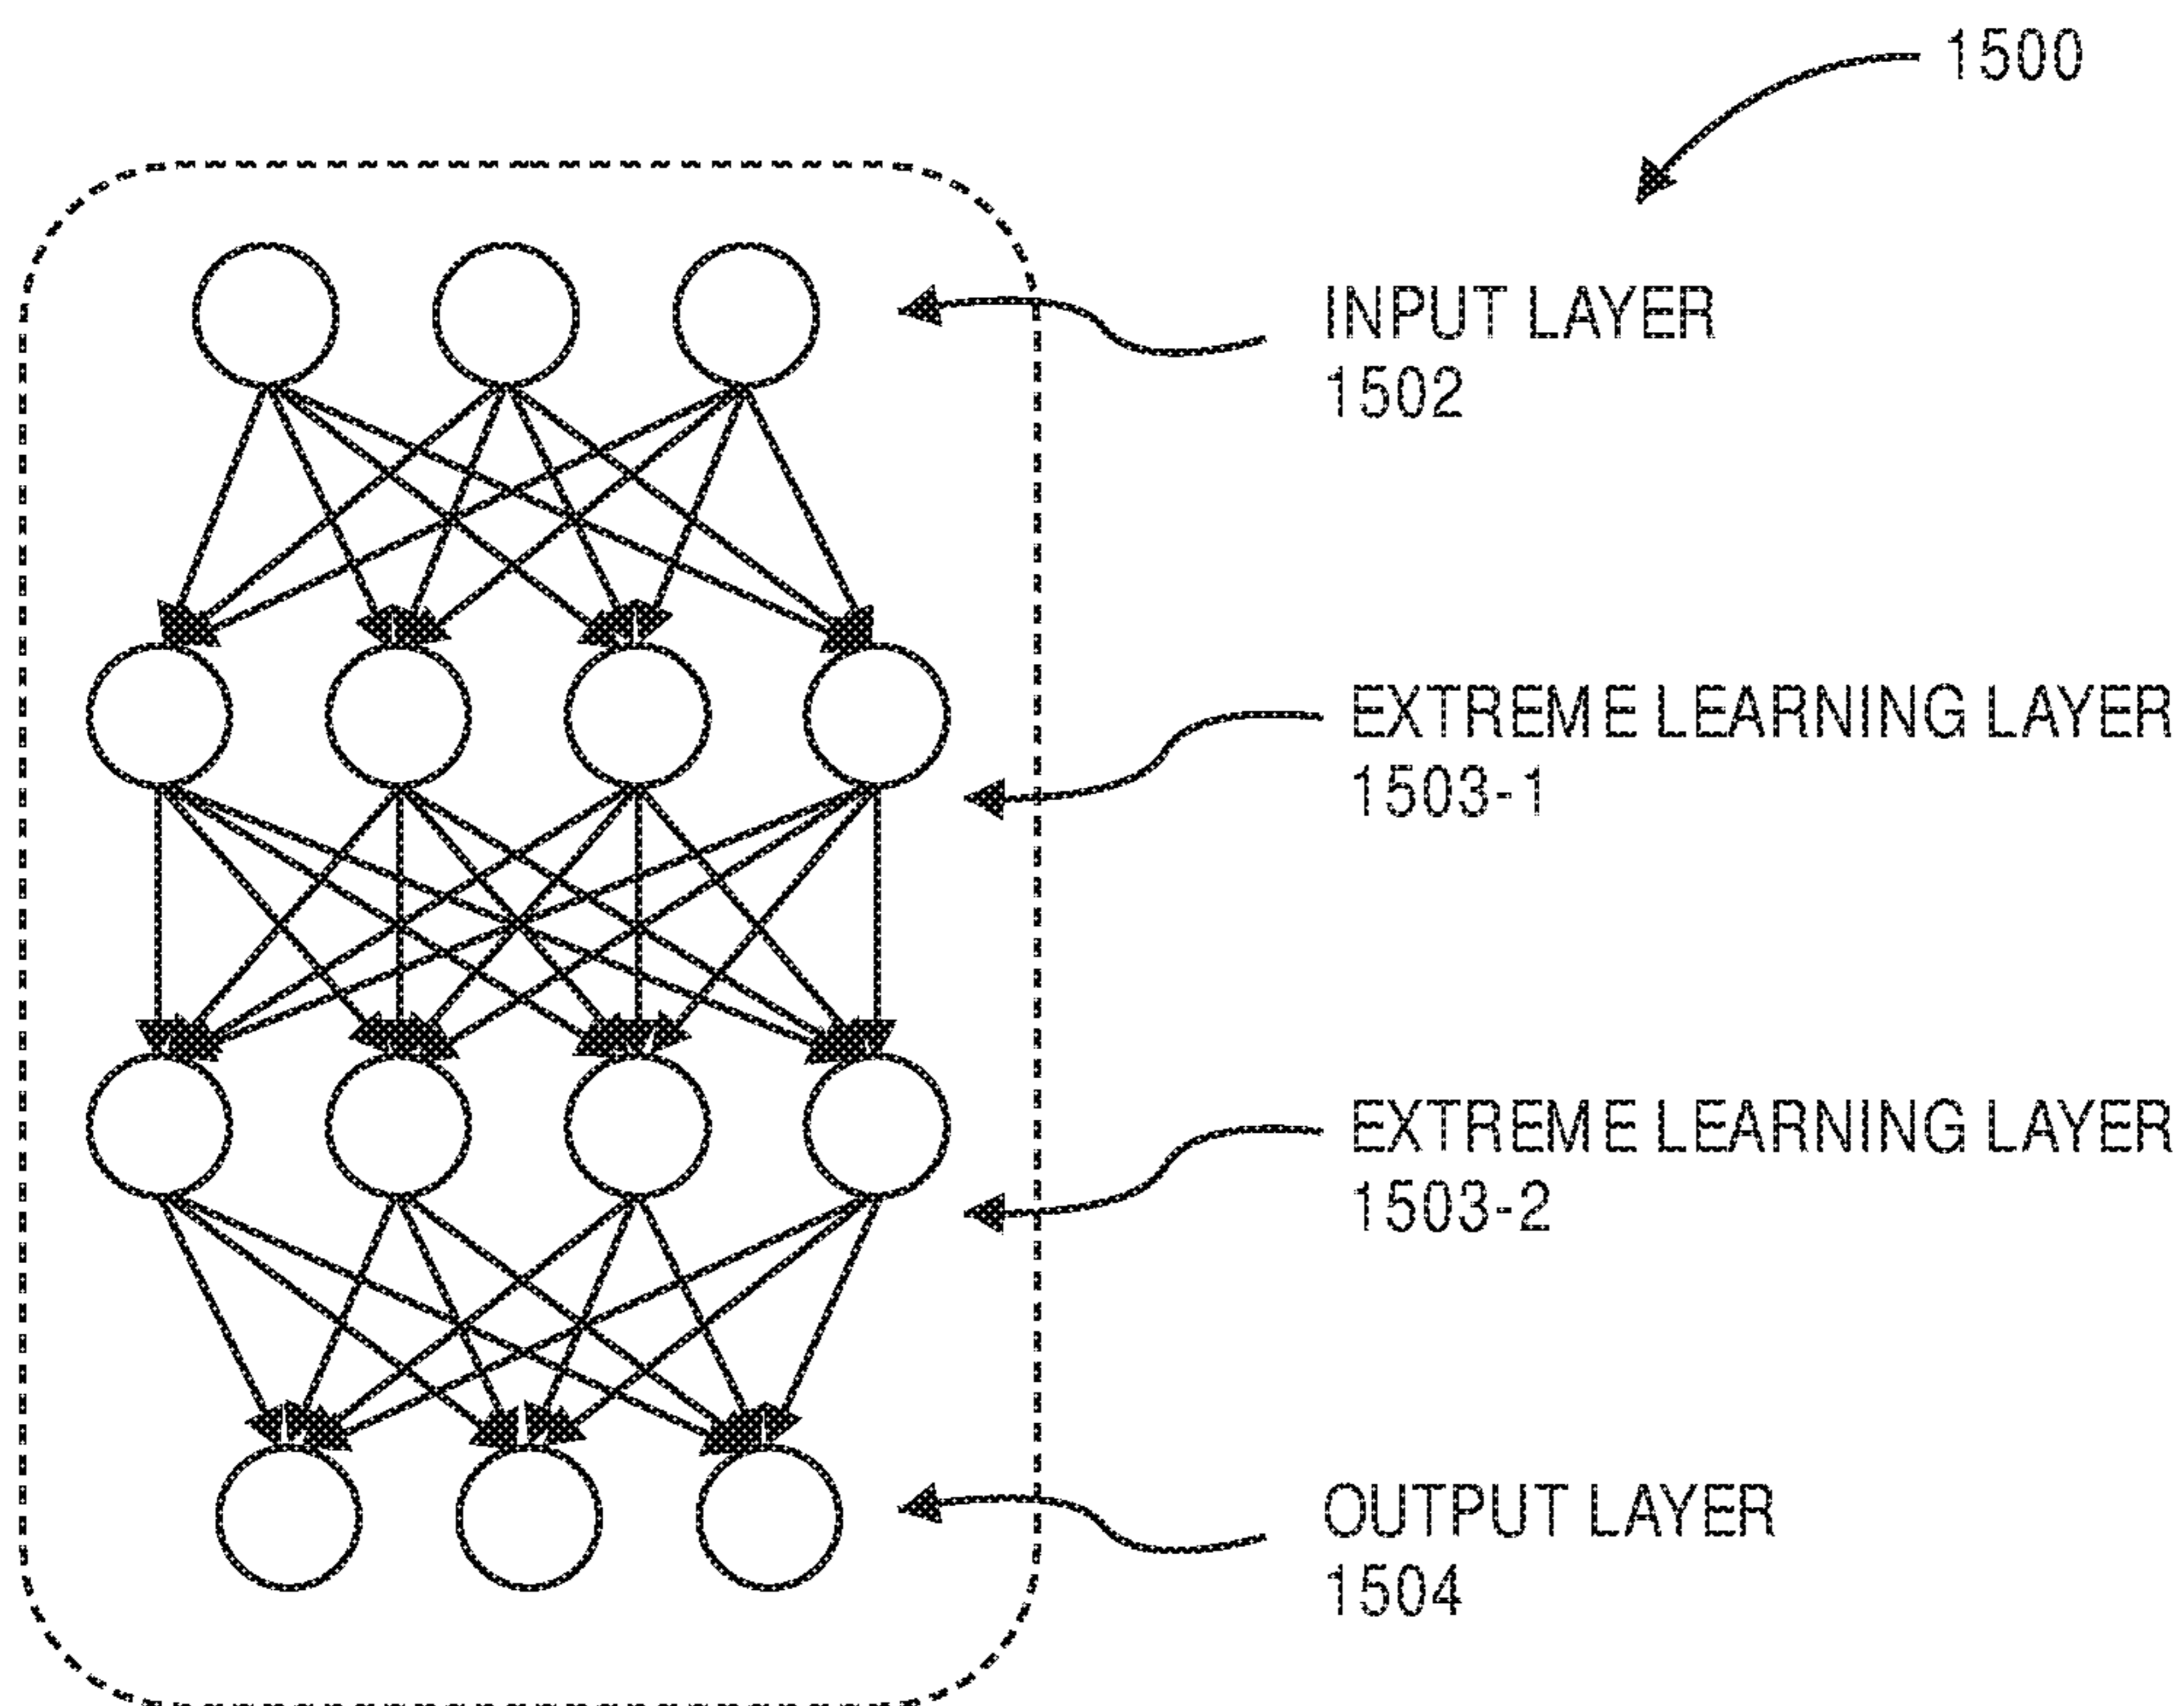 1500
INPUT LAYER
1502
EXTREME LEARNING LAYER
1503-1
EXTREME LEARNING LAYER
1503-2
OUTPUT LAYER
1504